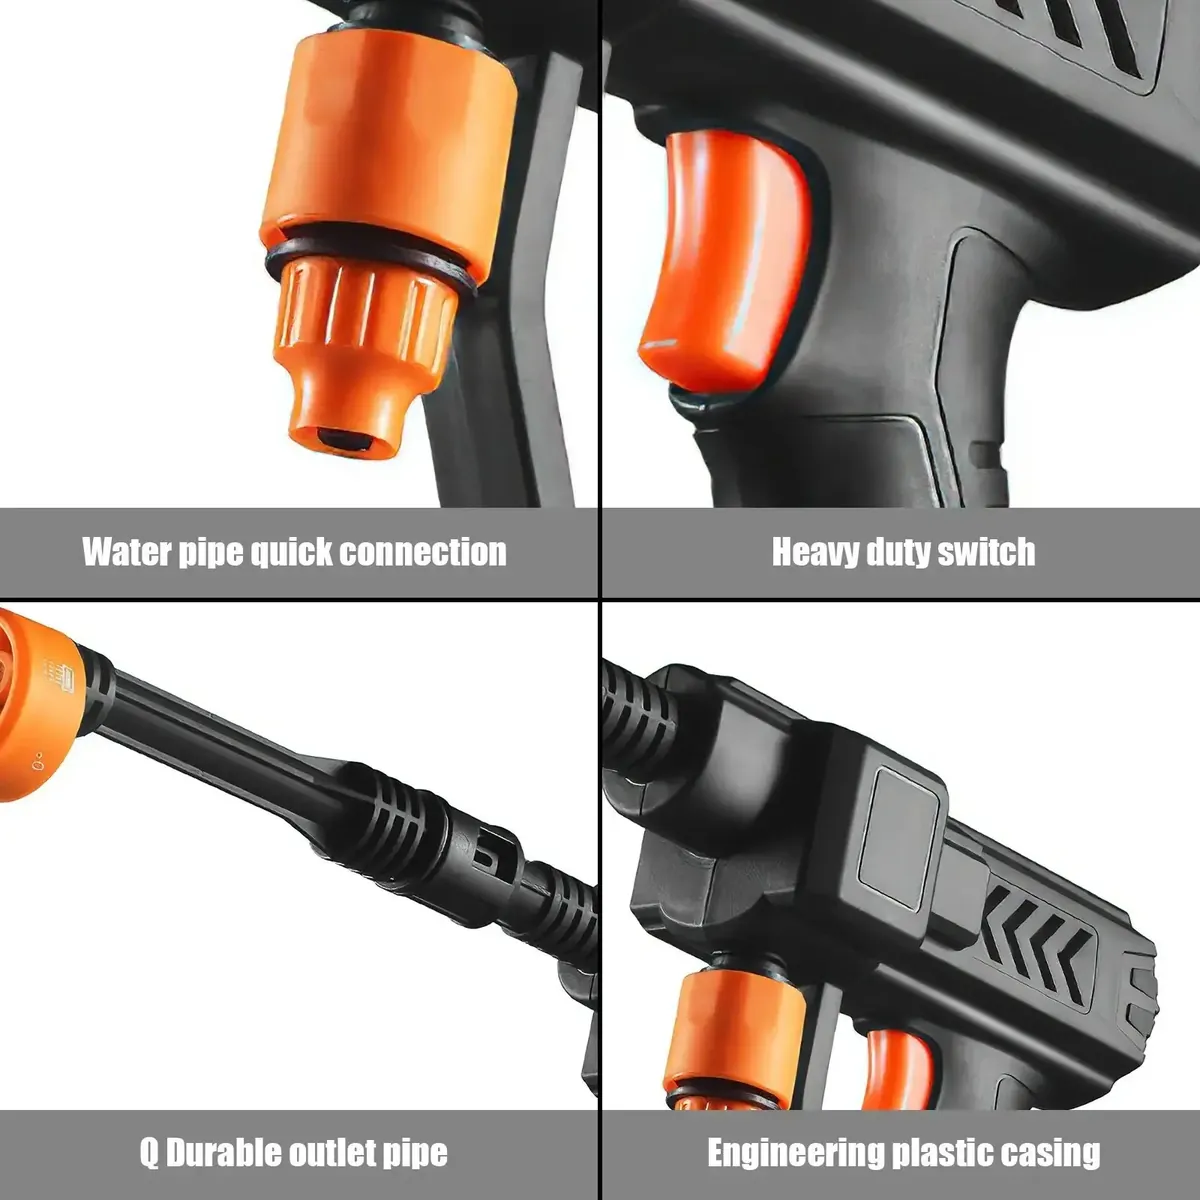 Water pipe quick connection
Heavy duty switch
Q Durable outlet pipe
Engineering plastic casing